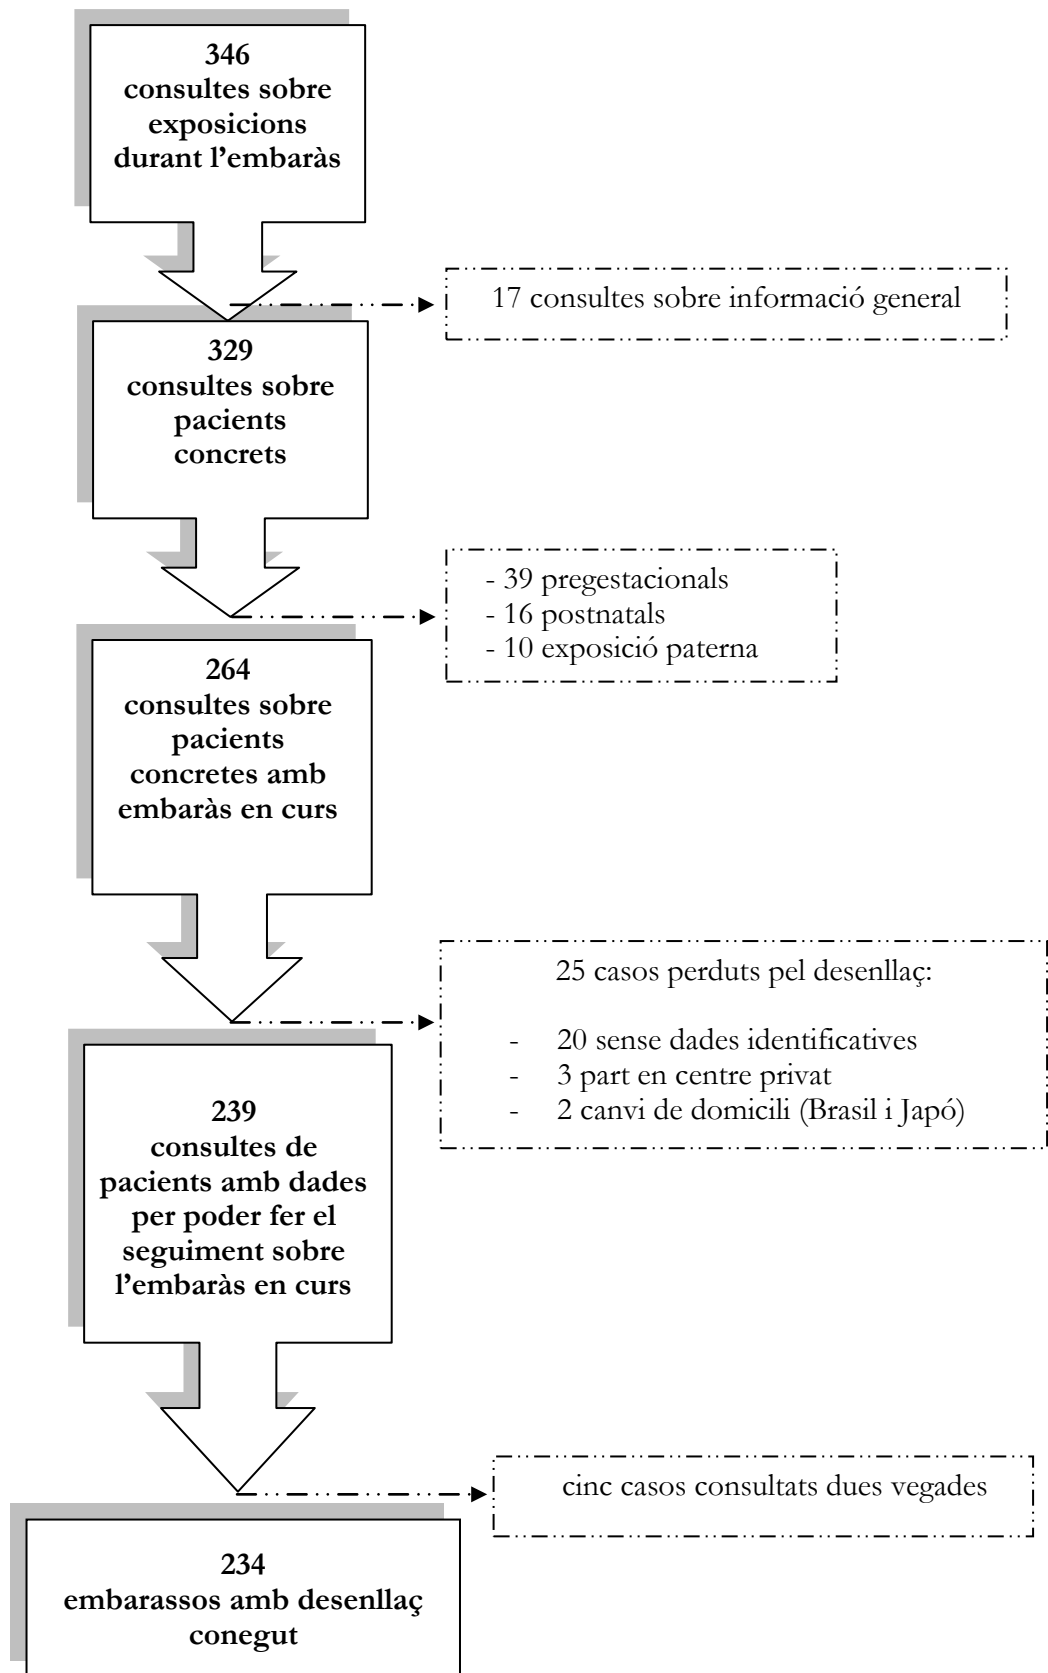 346
consultes sobre
exposicions
durant l’embaràs
17 consultes sobre informació general
329
consultes sobre
pacients
concrets
- 39 pregestacionals
- 16 postnatals
- 10 exposició paterna
264
consultes sobre
pacients
concretes amb
embaràs en curs
25 casos perduts pel desenllaç:
- 20 sense dades identificatives
- 3 part en centre privat
- 2 canvi de domicili (Brasil i Japó)
239
consultes de
pacients amb dades
per poder fer el
seguiment sobre
l’embaràs en curs
cinc casos consultats dues vegades
234
embarassos amb desenllaç
conegut